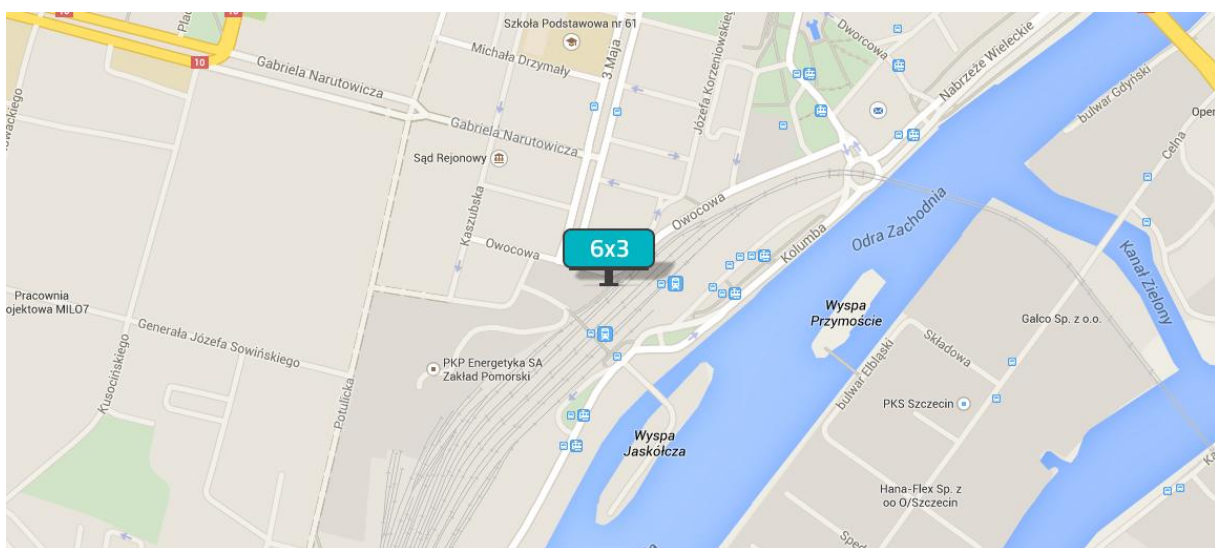 10
Plac
Szkoła Podstawowa nr 61
Michała Drzymały
3 Maja
Józefa Korzeniowskiego
Dworcowa
Nabrzeże Wieleckie
10
Gabriela Narutowicza
bulwar Gdyński
Oper
Gabriela Narutowicza
Celna
Sąd Rejonowy
Kaszubska
Owocowa
Owocowa
6x3
Kolumba
Odra Zachodnia
Kanał Zielony
Pracownia
ojektowa MILO7
Wyspa
Przymoście
Galco Sp. z o.o.
Generała Józefa Sowińskiego
Składowa
PKP Energetyka SA
Zakład Pomorski
Kusocińskiego
Potulicka
bulwar Elbląski
PKS Szczecin
Wyspa
Jaskółcza
Hana-Flex Sp. z
oo O/Szczecin